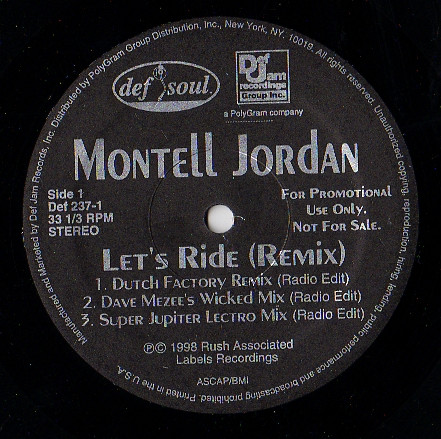 Manufactured and Marketed by Def Jam Records, Inc. Distributed by PolyGram Group Distribution, Inc., New York, NY, 10019. All rights reserved. Unauthorized copying, reproduction, hiring, lending, public performance and broadcasting prohibited. Printed in the U.S.A.
def soul
Def Jam
recordings
Group Inc.
a PolyGram company
MONTELL JORDAN
Side 1
Def 237-1
33 1/3 RPM
STEREO
FOR PROMOTIONAL
USE ONLY.
NOT FOR SALE.
LET'S RIDE (REMIX)
1. DUTCH FACTORY REMIX (Radio Edit)
2. DAVE MEZEE'S WICKED MIX (Radio Edit)
3. SUPER JUPITER LECTRO MIX (Radio Edit)
℗© 1998 Rush Associated
Labels Recordings
ASCAP/BMI